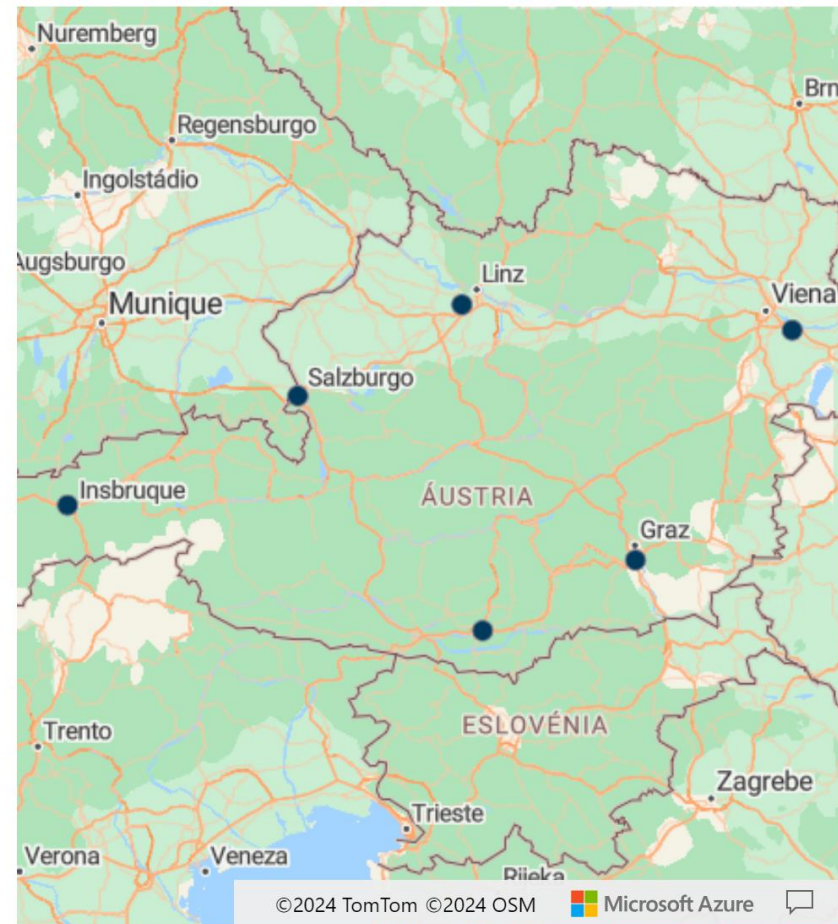 Nuremberg
Brn
Regensburgo
Ingolstádio
Augsburgo
Linz
Munique
Viena
Salzburgo
Insbruque
ÁUSTRIA
Graz
ESLOVÉNIA
Trento
Zagrebe
Trieste
Verona
Veneza
Rijeka
©2024 TomTom ©2024 OSM Microsoft Azure